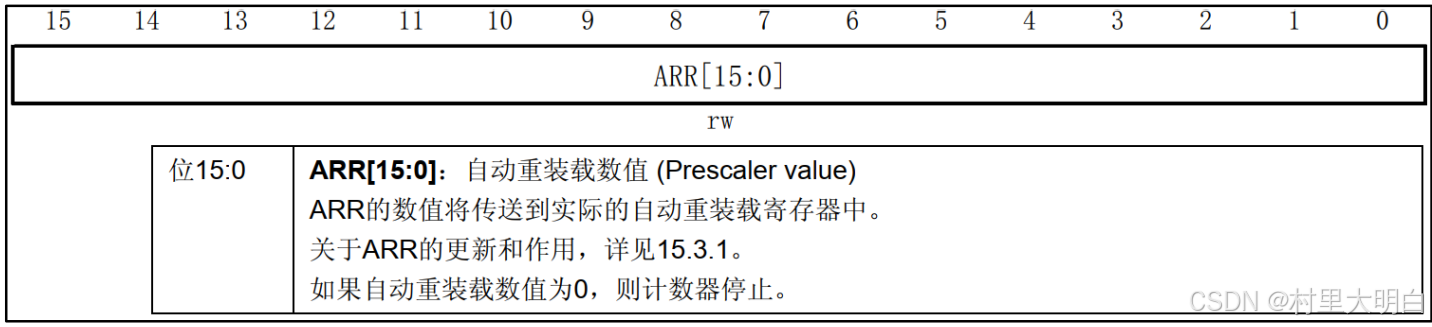 15 14 13 12 11 10 9 8 7 6 5 4 3 2 1 0
ARR[15:0]
rw
位15:0
ARR[15:0]：自动重装载数值 (Prescaler value)
ARR的数值将传送到实际的自动重装载寄存器中。
关于ARR的更新和作用，详见15.3.1。
如果自动重装载数值为0，则计数器停止。
CSDN @村里大明白